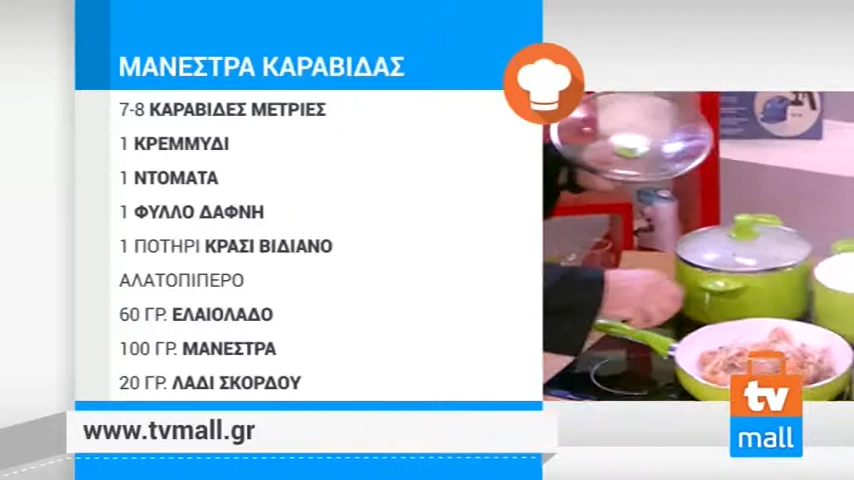 ΜΑΝΕΣΤΡΑ ΚΑΡΑΒΙΔΑΣ
7-8 ΚΑΡΑΒΙΔΕΣ ΜΕΤΡΙΕΣ
1 ΚΡΕΜΜΥΔΙ
1 ΝΤΟΜΑΤΑ
1 ΦΥΛΛΟ ΔΑΦΝΗ
1 ΠΟΤΗΡΙ ΚΡΑΣΙ ΒΙΔΙΑΝΟ
ΑΛΑΤΟΠΙΠΕΡΟ
60 ΓΡ. ΕΛΑΙΟΛΑΔΟ
100 ΓΡ. ΜΑΝΕΣΤΡΑ
20 ΓΡ. ΛΑΔΙ ΣΚΟΡΔΟΥ
www.tvmall.gr
tv
mall